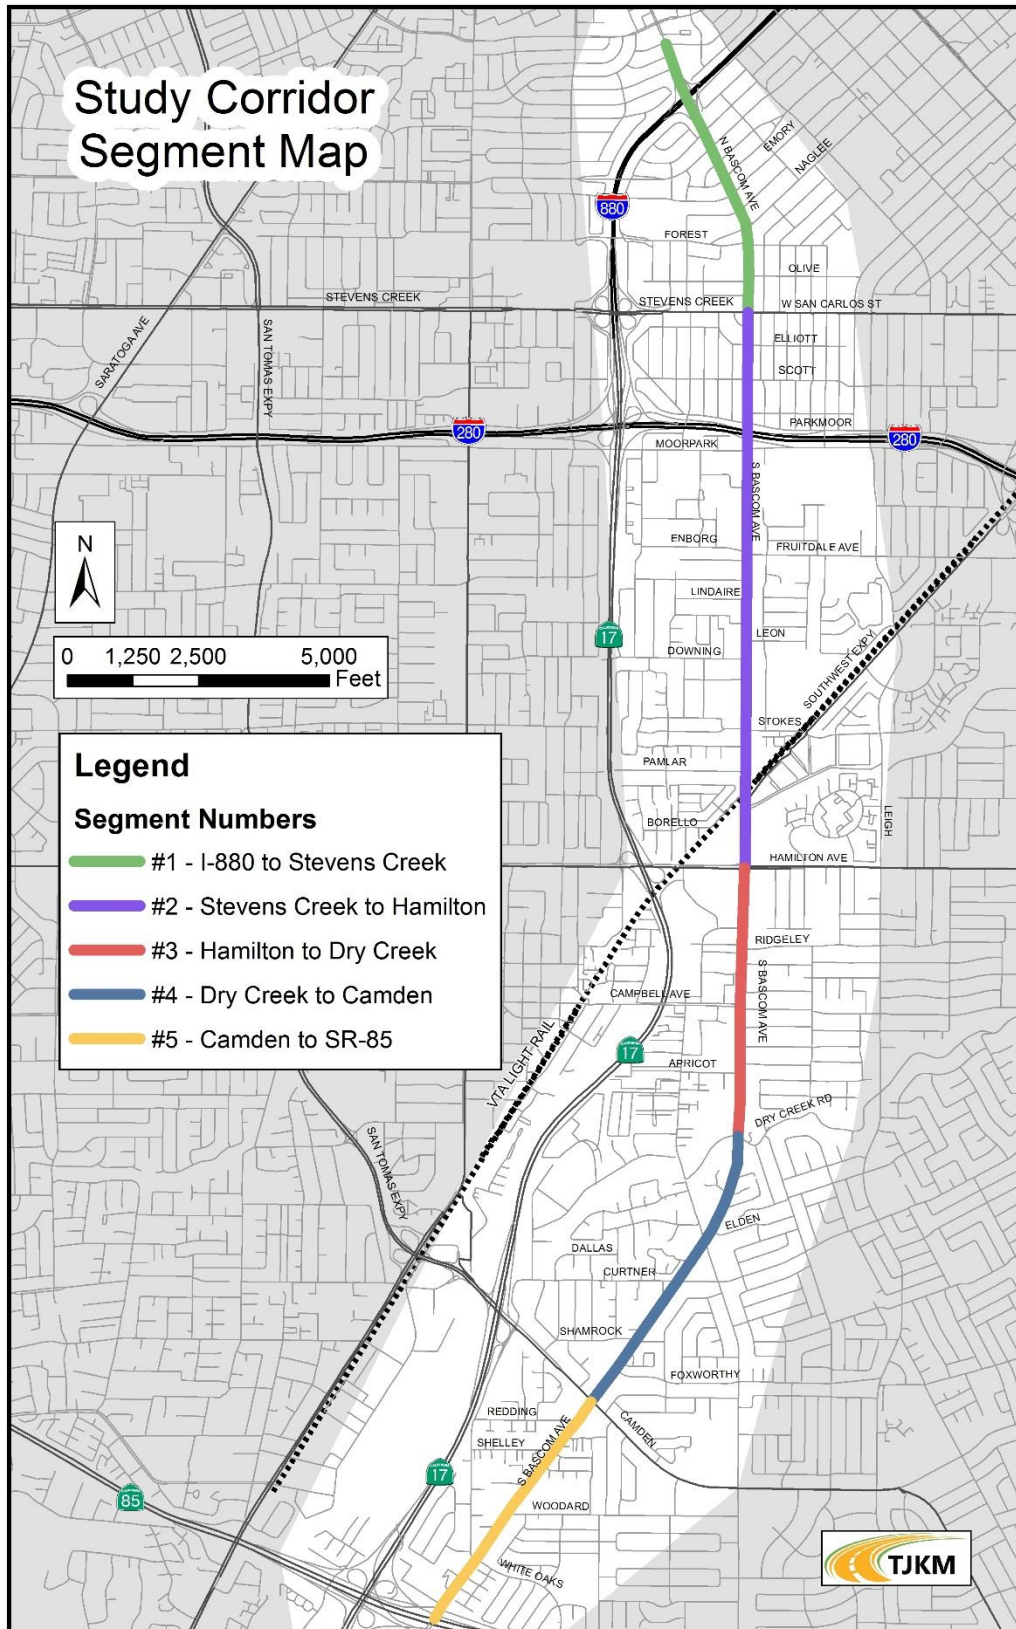 Study Corridor
Segment Map
EMORY
NAGLEE
N BASCOM AVE
880
FOREST
OLIVE
STEVENS CREEK
STEVENS CREEK
W SAN CARLOS ST
SARATOGA AVE
SAN TOMAS EXPY
ELLIOTT
SCOTT
PARKMOOR
280
280
MOORPARK
S BASCOM AVE
N
ENBORG
FRUITDALE AVE
LINDAIRE
17
LEON
DOWNING
0 1,250 2,500 5,000
Feet
SOUTHWEST EXPY
STOKES
PAMLAR
BORELLO
LEIGH
HAMILTON AVE
Legend
Segment Numbers
#1 - I-880 to Stevens Creek
#2 - Stevens Creek to Hamilton
#3 - Hamilton to Dry Creek
#4 - Dry Creek to Camden
#5 - Camden to SR-85
RIDGELEY
S BASCOM AVE
CAMPBELL AVE
17
APRICOT
VTA LIGHT RAIL
DRY CREEK RD
SAN TOMAS EXPY
ELDEN
DALLAS
CURTNER
SHAMROCK
FOXWORTHY
REDDING
CAMDEN
SHELLEY
S BASCOM AVE
17
85
WOODARD
WHITE OAKS
TJKM